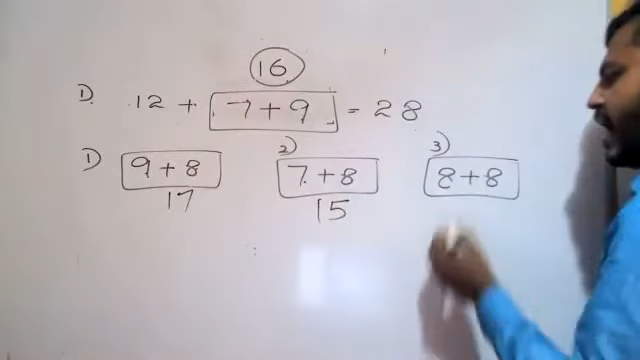 16
D. 12 + 7 + 9 = 28
1) 9 + 8 2) 7 + 8 3) 8 + 8
17 15